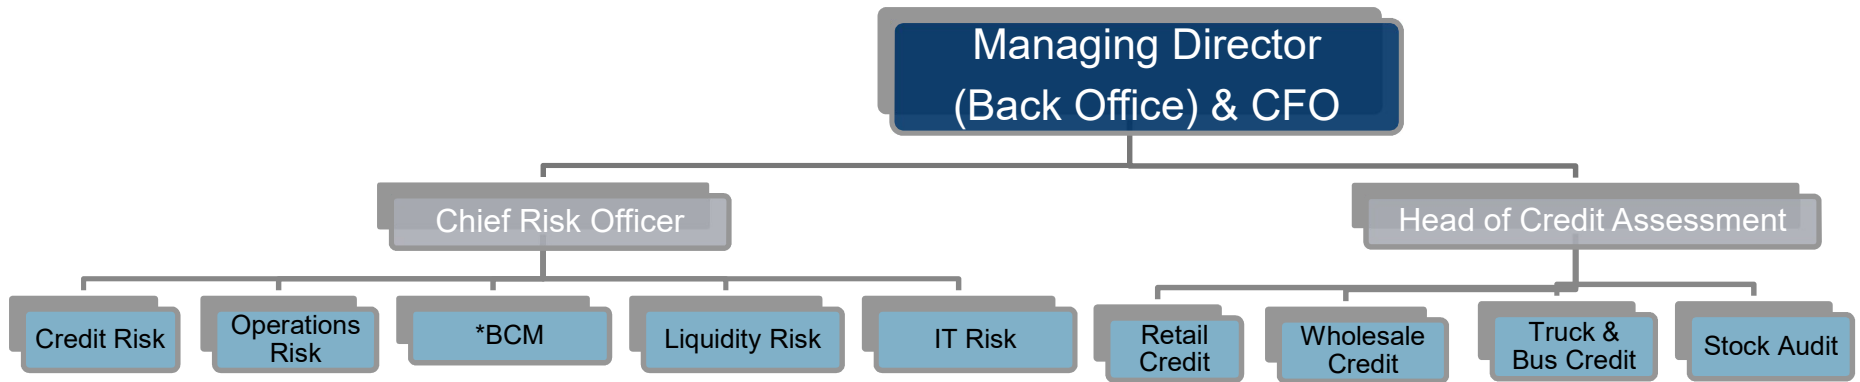 Managing Director
(Back Office) & CFO
Chief Risk Officer
Head of Credit Assessment
Credit Risk
Operations
Risk
*BCM
Liquidity Risk
IT Risk
Retail
Credit
Wholesale
Credit
Truck &
Bus Credit
Stock Audit